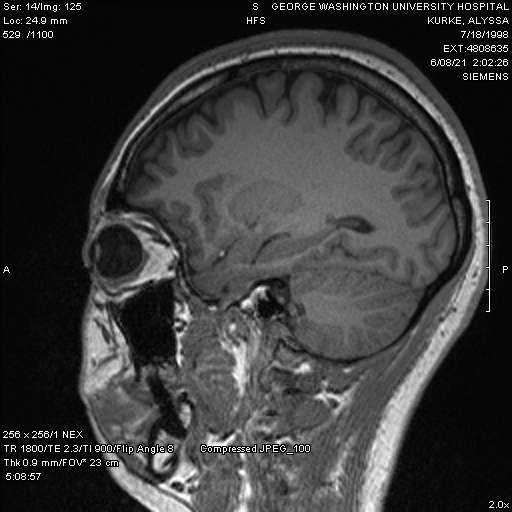 Ser: 14/Img: 125
Loc: 24.9 mm
529 /1100
S GEORGE WASHINGTON UNIVERSITY HOSPITAL
HFS KURKE, ALYSSA
7/18/1998
EXT:4808635
6/08/21 2:02:26
SIEMENS
A
P
256 x 256/1 NEX
TR 1800/TE 2.3/TI 900/Flip Angle 8 Compressed JPEG_100
Thk 0.9 mm/FOV* 23 cm
5:08:57
2.0x